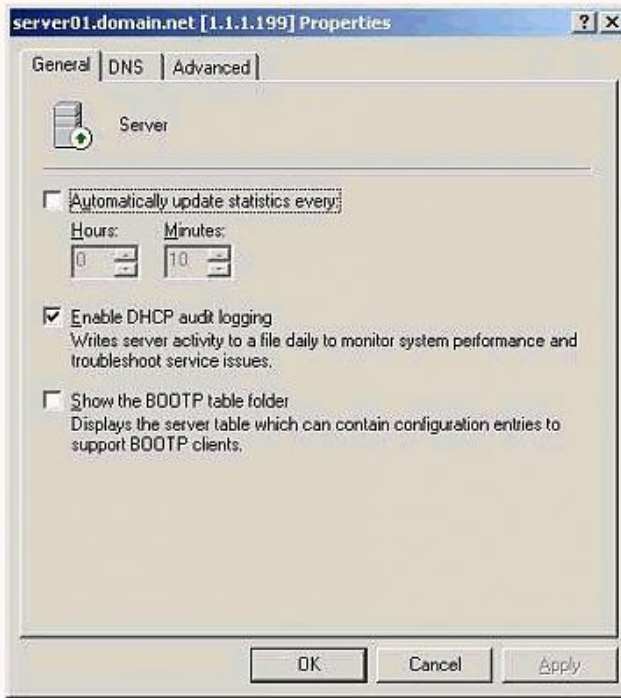 server01.domain.net [1.1.1.199] Properties
General DNS Advanced
Server
Automatically update statistics every:
Hours: Minutes:
0 10
Enable DHCP audit logging
Writes server activity to a file daily to monitor system performance and
troubleshoot service issues.
Show the BOOTP table folder
Displays the server table which can contain configuration entries to
support BOOTP clients.
OK Cancel Apply